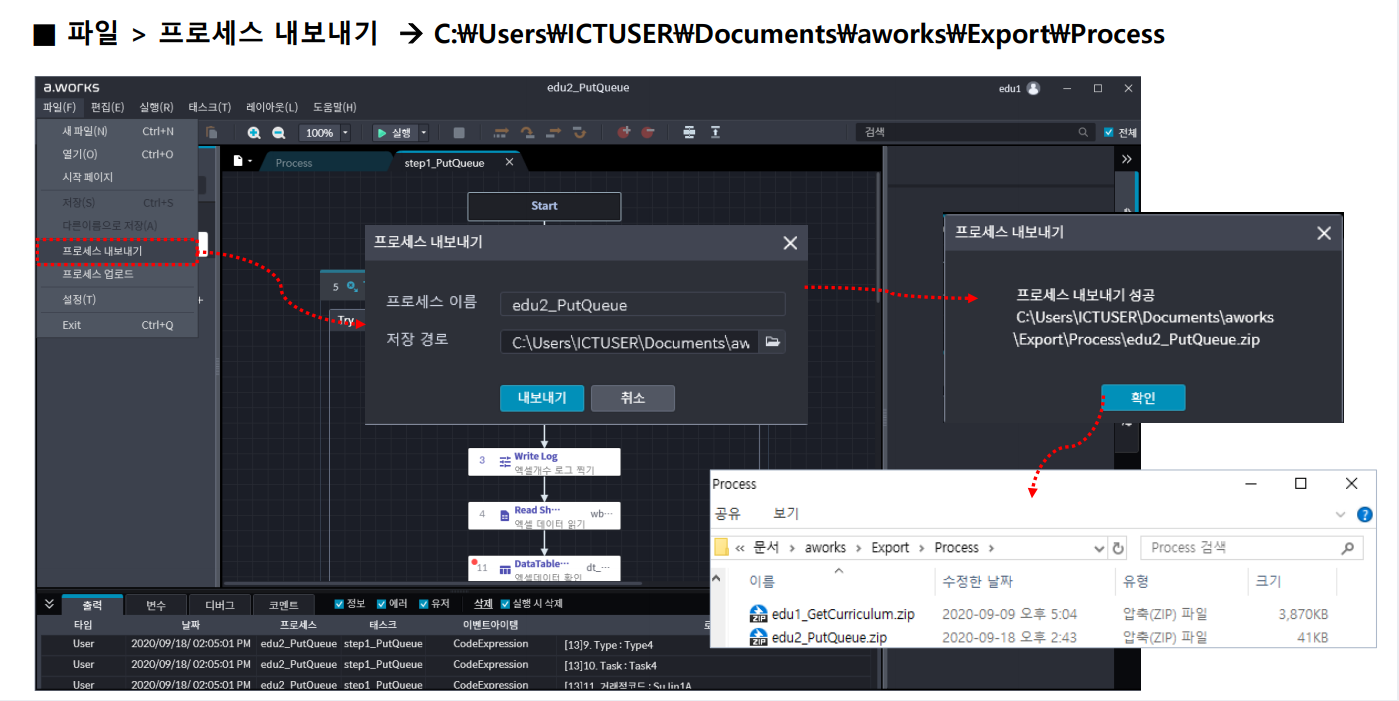 ■ 파일 > 프로세스 내보내기 → C:₩Users₩ICTUSER₩Documents₩aworks₩Export₩Process
a.works
edu2_PutQueue
edu1
파일(F) 편집(E) 실행(R) 태스크(T) 레이아웃(L) 도움말(H)
새 파일(N) Ctrl+N
열기(O) Ctrl+O
시작 페이지
저장(S) Ctrl+S
다른이름으로 저장(A)
프로세스 내보내기
프로세스 업로드
설정(T)
Exit Ctrl+Q
100% 실행 검색 전체
Process step1_PutQueue
Start
5
Try
프로세스 내보내기
프로세스 이름 edu2_PutQueue
저장 경로 C:\Users\ICTUSER\Documents\aw
내보내기 취소
프로세스 내보내기
프로세스 내보내기 성공
C:\Users\ICTUSER\Documents\aworks
\Export\Process\edu2_PutQueue.zip
확인
3 Write Log
엑셀개수 로그 찍기
4 Read Sh··· wb···
엑셀 데이터 읽기
11 DataTable··· dt_···
엑셀데이터 확인
Process
공유 보기
« 문서 > aworks > Export > Process >
Process 검색
이름 수정한 날짜 유형 크기
edu1_GetCurriculum.zip 2020-09-09 오후 5:04 압축(ZIP) 파일 3,870KB
edu2_PutQueue.zip 2020-09-18 오후 2:43 압축(ZIP) 파일 41KB
출력 변수 디버그 코멘트 정보 에러 유저 삭제 실행 시 삭제
타입 날짜 프로세스 태스크 이벤트아이템 로
User 2020/09/18/ 02:05:01 PM edu2_PutQueue step1_PutQueue CodeExpression [13]9. Type : Type4
User 2020/09/18/ 02:05:01 PM edu2_PutQueue step1_PutQueue CodeExpression [13]10. Task : Task4
User 2020/09/18/ 02:05:01 PM edu2_PutQueue step1_PutQueue CodeExpression [13]11. 거래정코드 : SuJin1A